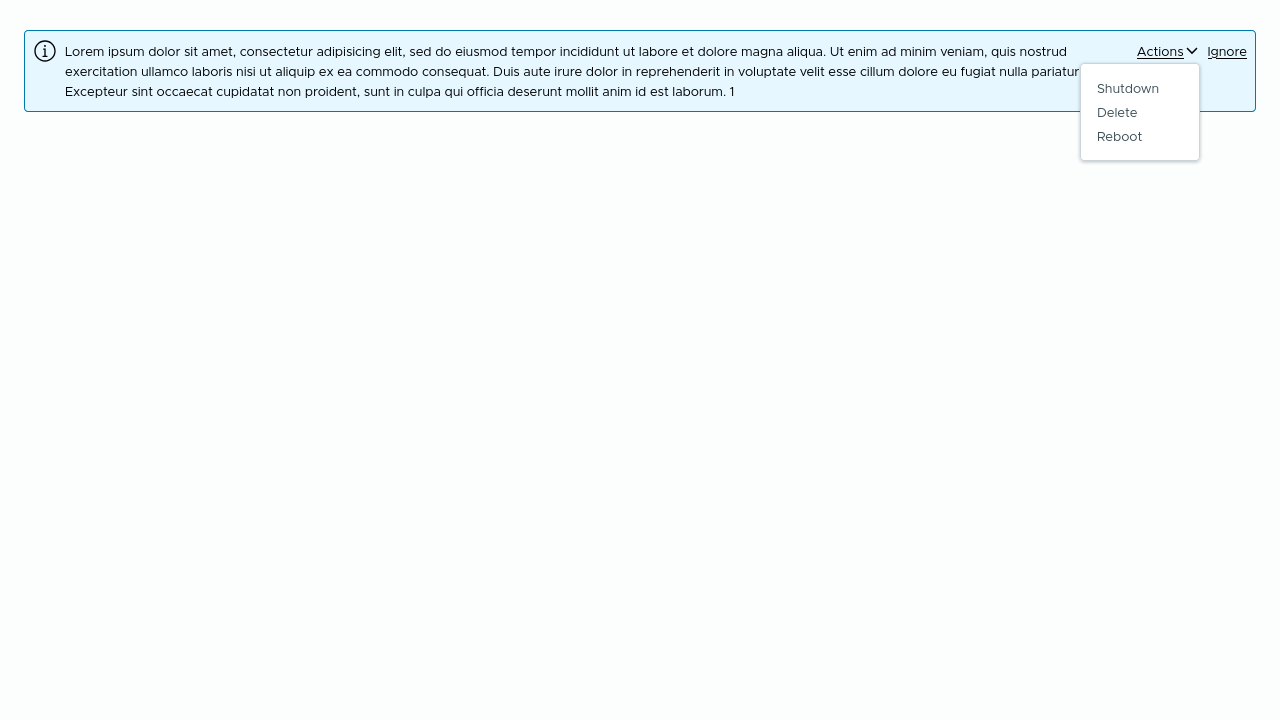 Lorem ipsum dolor sit amet, consectetur adipisicing elit, sed do eiusmod tempor incididunt ut labore et dolore magna aliqua. Ut enim ad minim veniam, quis nostrud
exercitation ullamco laboris nisi ut aliquip ex ea commodo consequat. Duis aute irure dolor in reprehenderit in voluptate velit esse cillum dolore eu fugiat nulla pariatur
Excepteur sint occaecat cupidatat non proident, sunt in culpa qui officia deserunt mollit anim id est laborum. 1
Actions
Ignore
Shutdown
Delete
Reboot